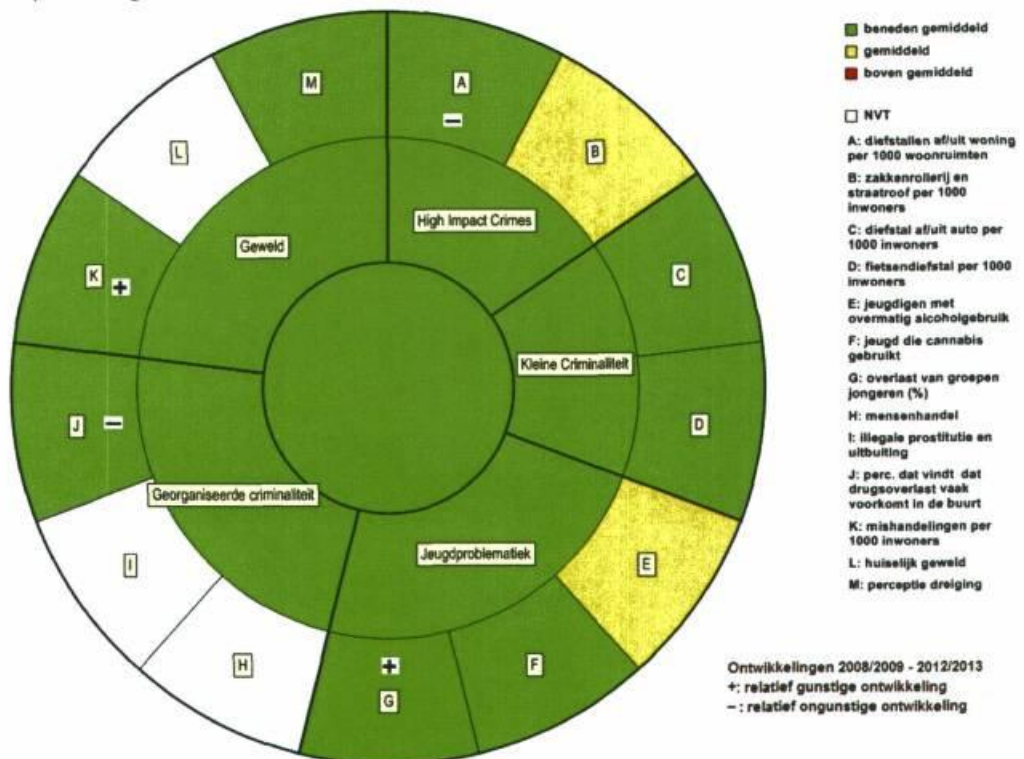 beneden gemiddeld
gemiddeld
boven gemiddeld
NVT
A: diefstallen af/uit woning
per 1000 woonruimten
B: zakkenrollerij en
straatroof per 1000
inwoners
C: diefstal af/uit auto per
1000 inwoners
D: fietsendiefstal per 1000
inwoners
E: jeugdigen met
overmatig alcoholgebruik
F: jeugd die cannabis
gebruikt
G: overlast van groepen
jongeren (%)
H: mensenhandel
I: illegale prostitutie en
uitbuiting
J: perc. dat vindt dat
drugsoverlast vaak
voorkomt in de buurt
K: mishandelingen per
1000 inwoners
L: huiselijk geweld
M: perceptie dreiging
M
A
–
L
B
High Impact Crimes
Geweld
K +
C
Kleine Criminaliteit
J –
D
Georganiseerde criminaliteit
Jeugdproblematiek
I
E
H
+
G
F
Ontwikkelingen 2008/2009 - 2012/2013
+: relatief gunstige ontwikkeling
– : relatief ongunstige ontwikkeling